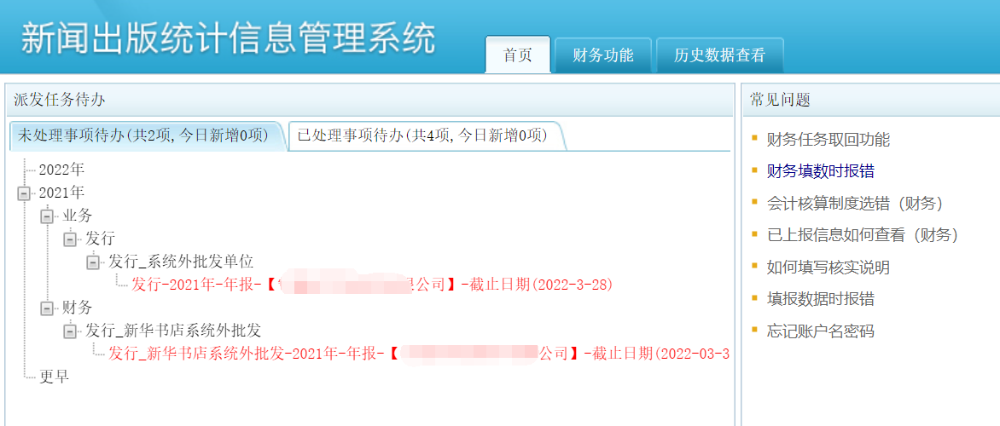 新闻出版统计信息管理系统
首页 财务功能 历史数据查看
派发任务待办
未处理事项待办(共2项,今日新增0项) 已处理事项待办(共4项,今日新增0项)
2022年
2021年
业务
发行
发行_系统外批发单位
发行-2021年-年报-【 限公司】-截止日期(2022-3-28)
财务
发行_新华书店系统外批发
发行_新华书店系统外批发-2021年-年报-【 公司】-截止日期(2022-03-3
更早
常见问题
财务任务取回功能
财务填数时报错
会计核算制度选错（财务）
已上报信息如何查看（财务）
如何填写核实说明
填报数据时报错
忘记账户名密码